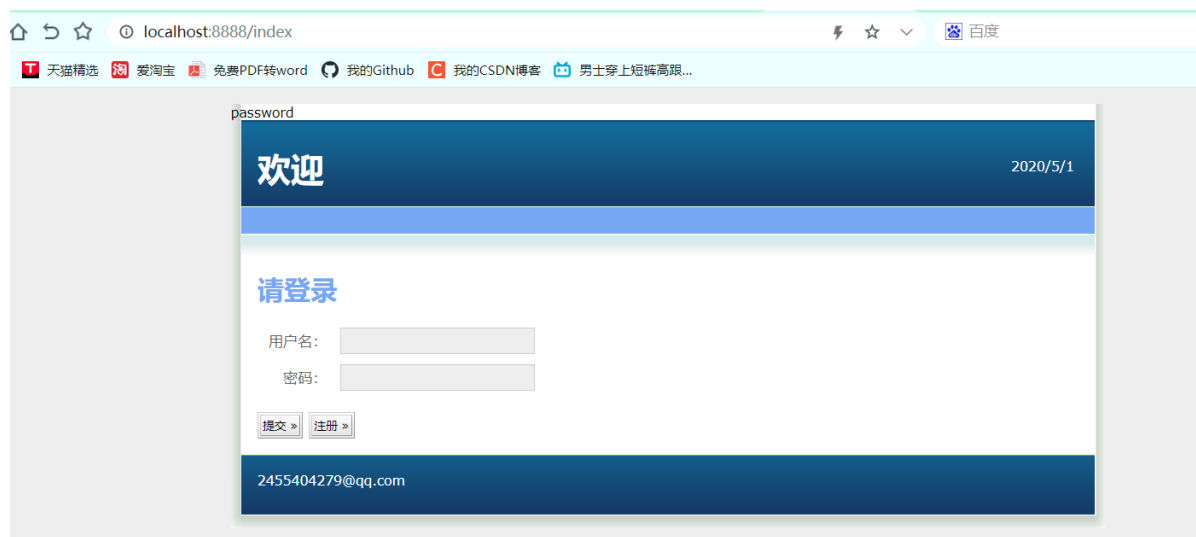 localhost:8888/index 百度
天猫精选 淘 爱淘宝 免费PDF转word 我的Github C 我的CSDN博客 男士穿上短裤高跟...
password
欢迎 2020/5/1
请登录
用户名:
密码:
提交 » 注册 »
2455404279@qq.com